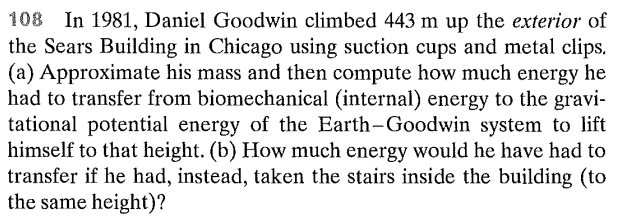 108 In 1981, Daniel Goodwin climbed 443 m up the exterior of
the Sears Building in Chicago using suction cups and metal clips.
(a) Approximate his mass and then compute how much energy he
had to transfer from biomechanical (internal) energy to the gravi-
tational potential energy of the Earth–Goodwin system to lift
himself to that height. (b) How much energy would he have had to
transfer if he had, instead, taken the stairs inside the building (to
the same height)?